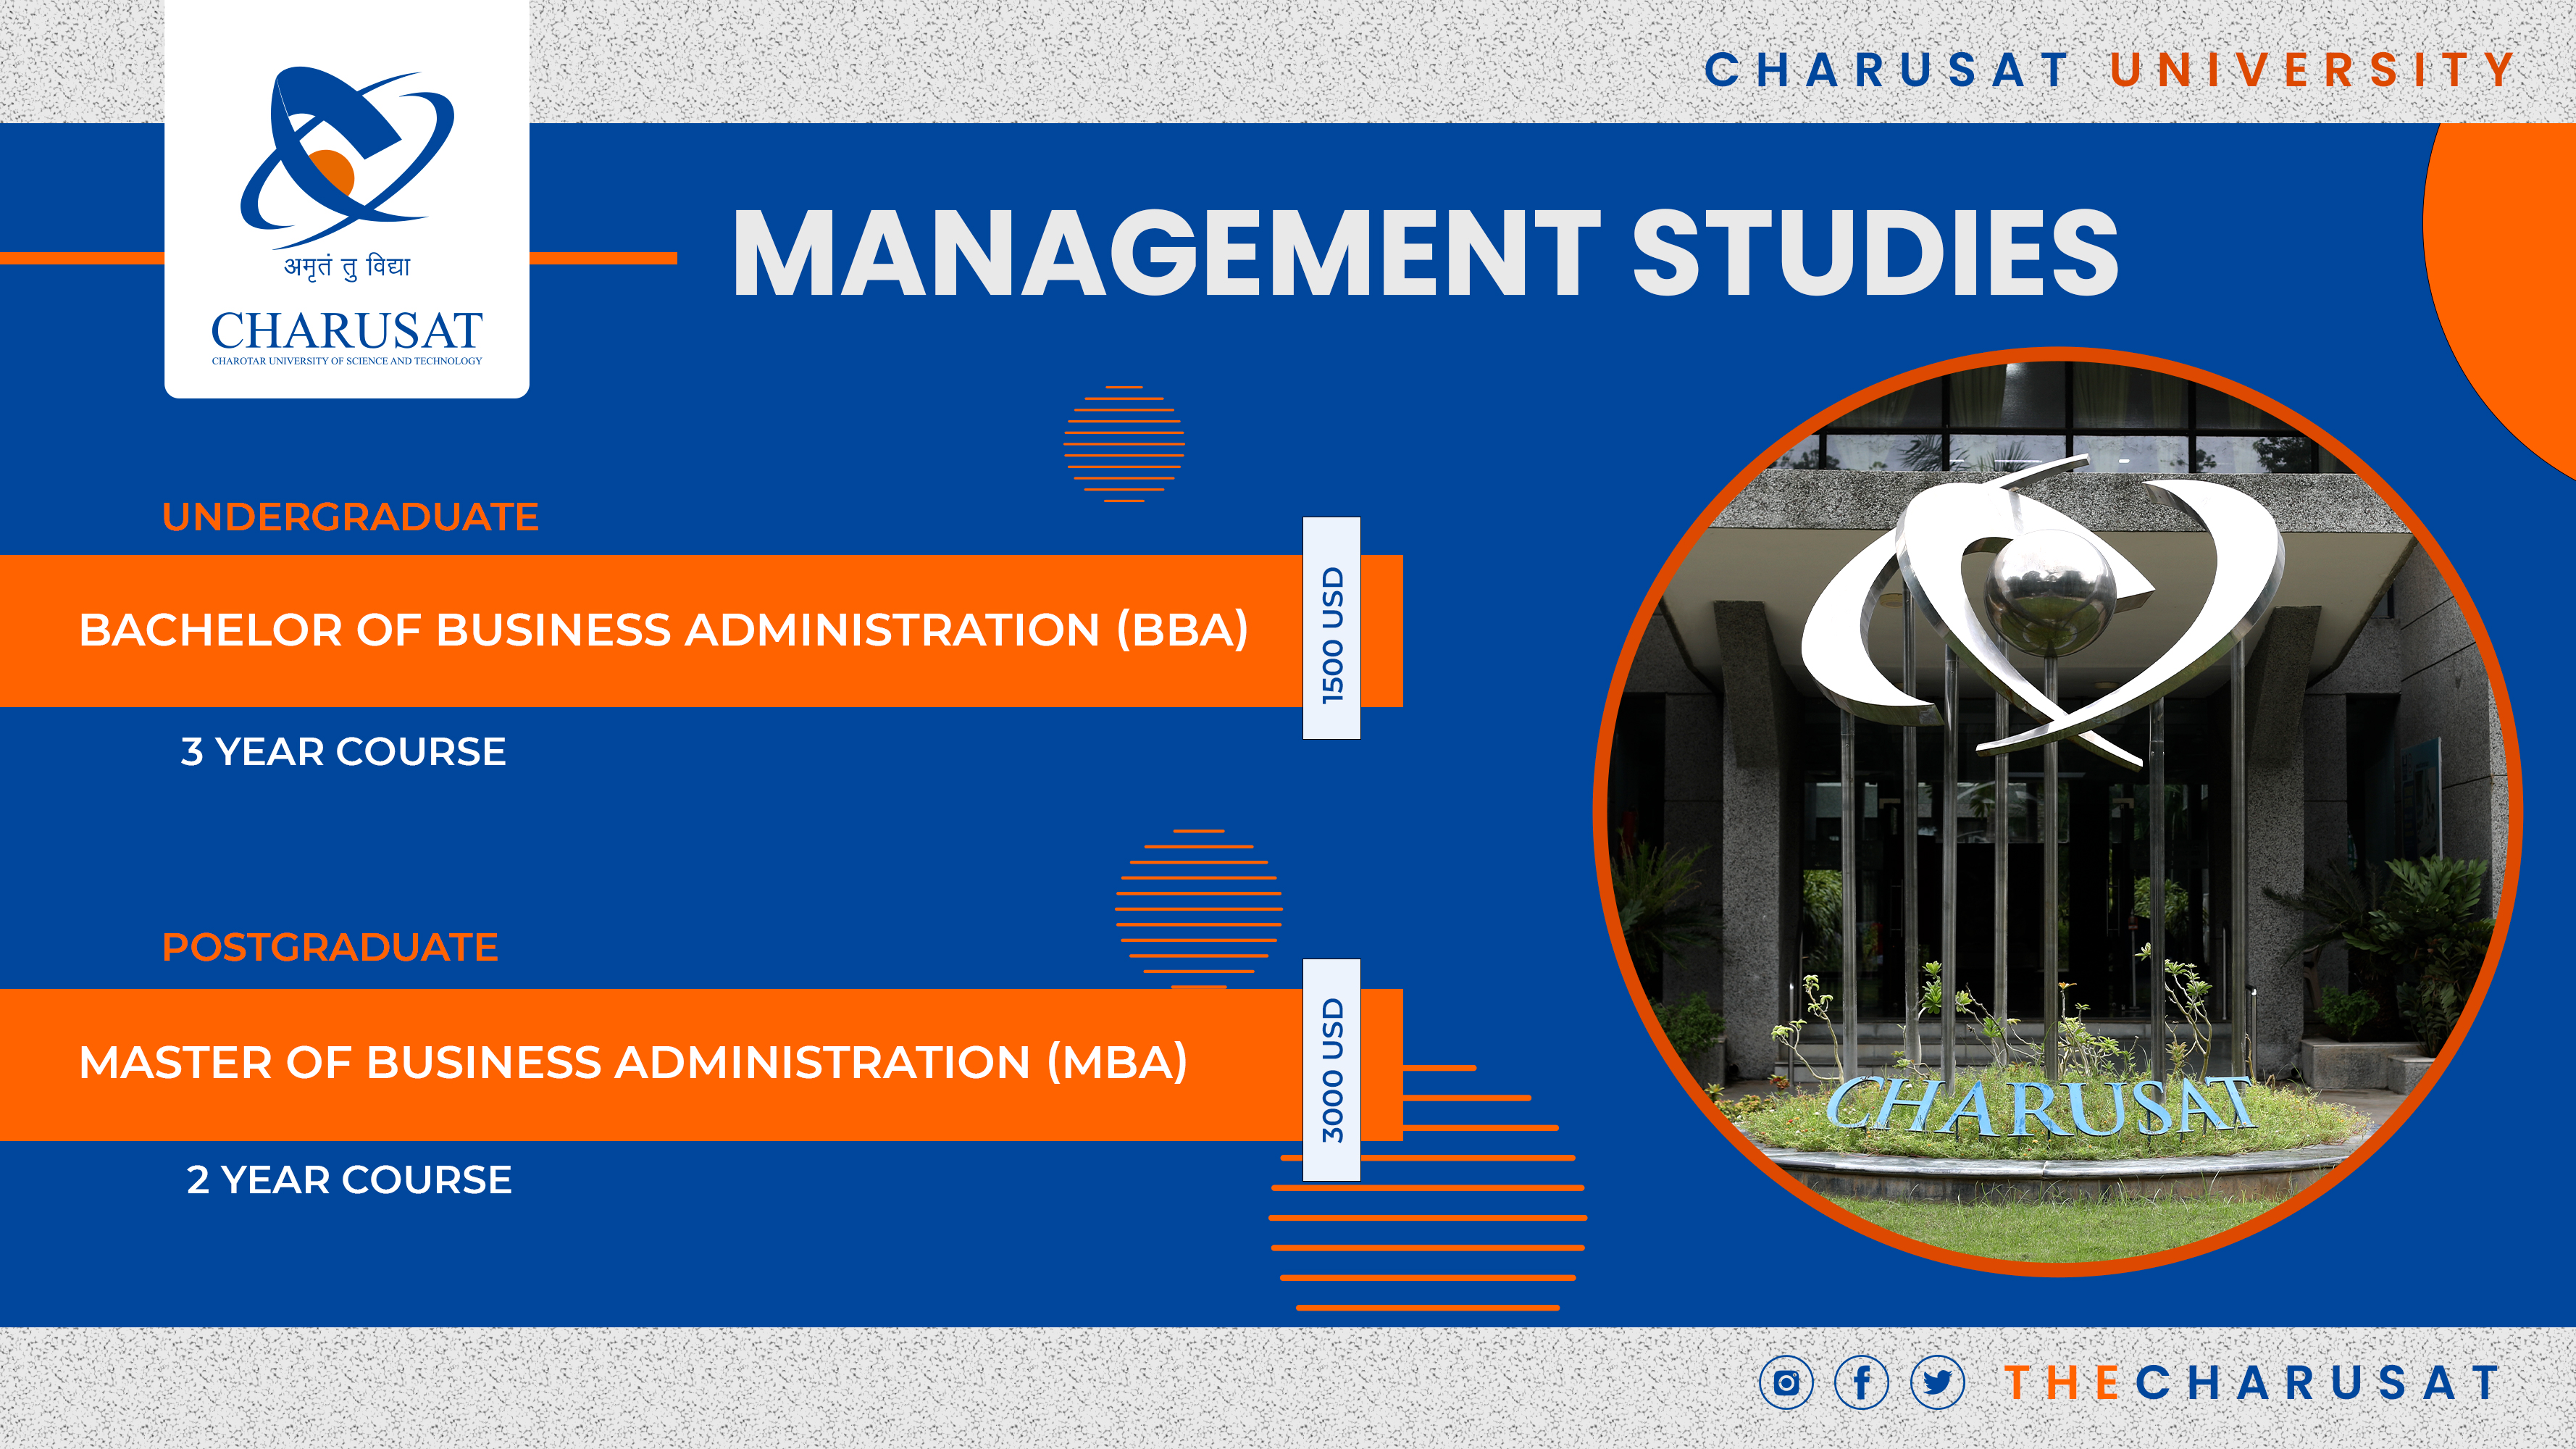 CHARUSAT UNIVERSITY
अमृतं तु विद्या
CHARUSAT
CHAROTAR UNIVERSITY OF SCIENCE AND TECHNOLOGY
MANAGEMENT STUDIES
UNDERGRADUATE
BACHELOR OF BUSINESS ADMINISTRATION (BBA)
1500 USD
3 YEAR COURSE
POSTGRADUATE
MASTER OF BUSINESS ADMINISTRATION (MBA)
3000 USD
2 YEAR COURSE
CHARUSAT
THECHARUSAT